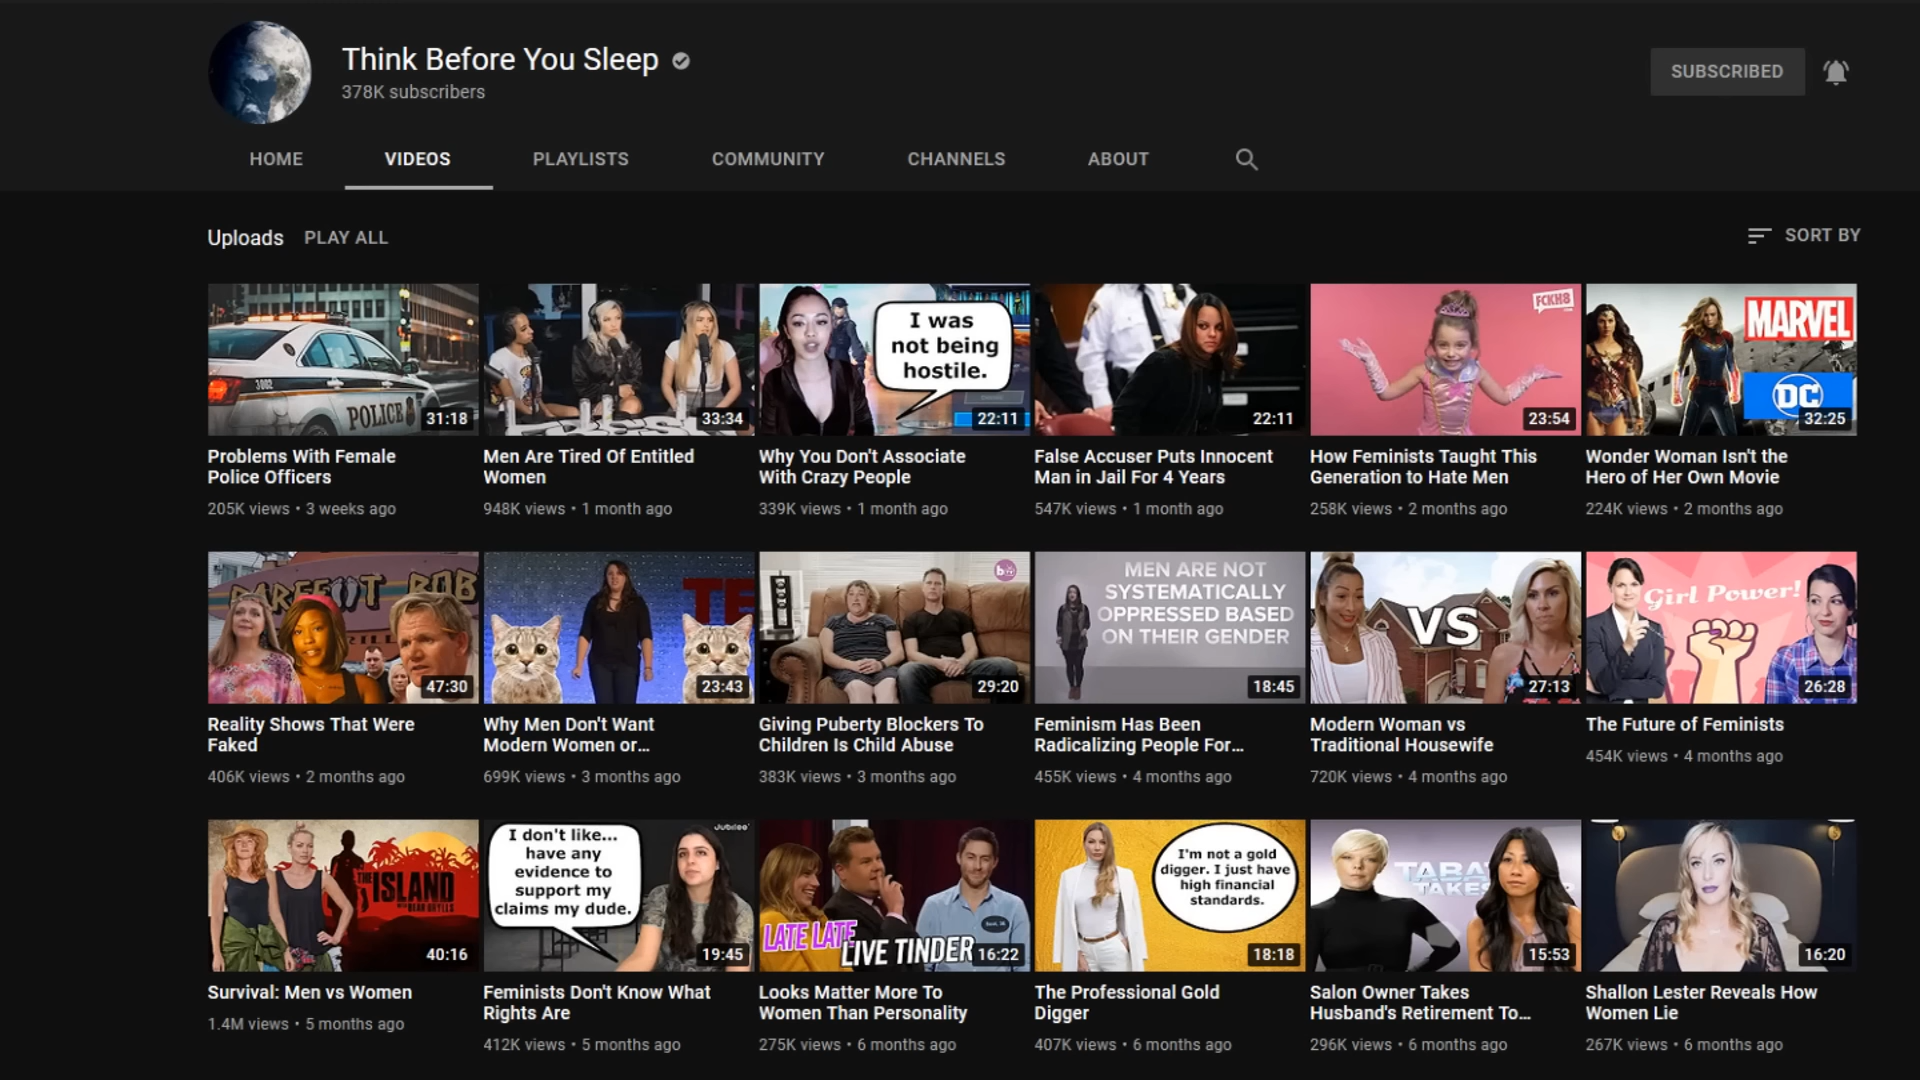 Think Before You Sleep
378K subscribers
SUBSCRIBED
HOME
VIDEOS
PLAYLISTS
COMMUNITY
CHANNELS
ABOUT
Uploads
PLAY ALL
SORT BY
3002
POLICE
31:18
33:34
I was
not being
hostile.
22:11
22:11
FCKH8
23:54
MARVEL
DC
32:25
Problems With Female
Police Officers
205K views • 3 weeks ago
Men Are Tired Of Entitled
Women
948K views • 1 month ago
Why You Don't Associate
With Crazy People
339K views • 1 month ago
False Accuser Puts Innocent
Man in Jail For 4 Years
547K views • 1 month ago
How Feminists Taught This
Generation to Hate Men
258K views • 2 months ago
Wonder Woman Isn't the
Hero of Her Own Movie
224K views • 2 months ago
BAREFOOT BOB
47:30
TE
23:43
29:20
MEN ARE NOT
SYSTEMATICALLY
OPPRESSED BASED
ON THEIR GENDER
18:45
VS
27:13
Girl Power!
26:28
Reality Shows That Were
Faked
406K views • 2 months ago
Why Men Don't Want
Modern Women or...
699K views • 3 months ago
Giving Puberty Blockers To
Children Is Child Abuse
383K views • 3 months ago
Feminism Has Been
Radicalizing People For...
455K views • 4 months ago
Modern Woman vs
Traditional Housewife
720K views • 4 months ago
The Future of Feminists
454K views • 4 months ago
THE ISLAND
WITH BEAR GRYLLS
40:16
I don't like...
have any
evidence to
support my
claims my dude.
Jubilee
19:45
LATE LATE
LIVE TINDER
16:22
I'm not a gold
digger. I just have
high financial
standards.
18:18
TABA
TAKES
15:53
16:20
Survival: Men vs Women
1.4M views • 5 months ago
Feminists Don't Know What
Rights Are
412K views • 5 months ago
Looks Matter More To
Women Than Personality
275K views • 6 months ago
The Professional Gold
Digger
407K views • 6 months ago
Salon Owner Takes
Husband's Retirement To...
296K views • 6 months ago
Shallon Lester Reveals How
Women Lie
267K views • 6 months ago